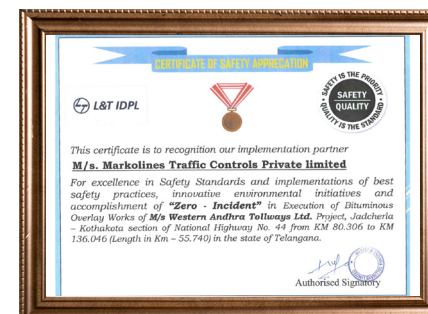 CERTIFICATE OF SAFETY APPRECATION
L&T IDPL
SAFETY IS THE PRIORITY
SAFETY
QUALITY
QUALITY IS THE STANDARD
This certificate is to recognition our implementation partner
M/s. Markolines Traffic Controls Private limited
For excellence in Safety Standards and implementations of best
safety practices, innovative environmental initiatives and
accomplishment of "Zero - Incident" in Execution of Bituminous
Overlay Works of M/s Western Andhra Tollways Ltd. Project, Jadcherla
– Kothakota section of National Highway No. 44 from KM 80.306 to KM
136.046 (Length in Km – 55.740) in the state of Telangana.
Authorised Signatory